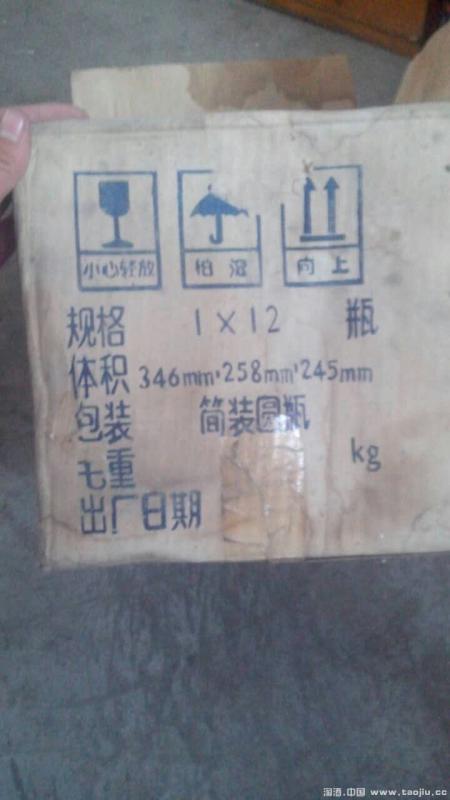 小心轻放 怕湿 向上
规格 1×12 瓶
体积 346mm·258mm·245mm
包装 简装圆瓶
毛重 kg
出厂日期
淘酒.中国 www.taojiu.cc